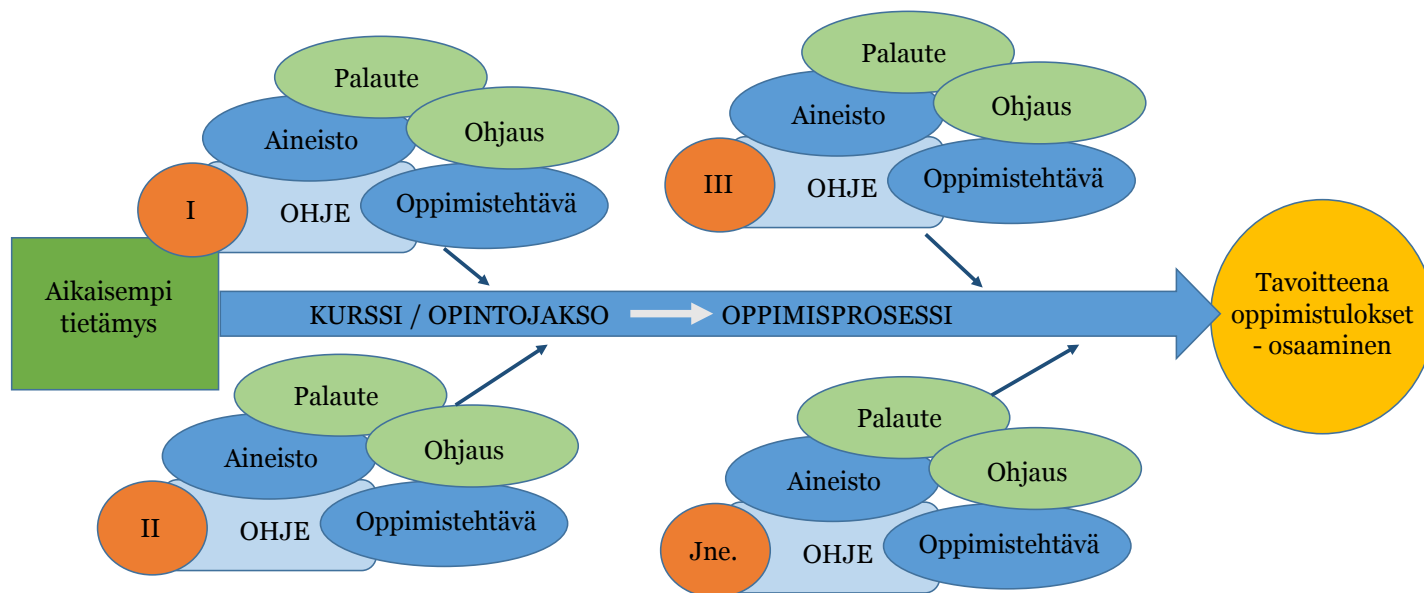 Palaute
Aineisto
Ohjaus
I
OHJE
Oppimistehtävä
Palaute
Aineisto
Ohjaus
III
OHJE
Oppimistehtävä
Aikaisempi
tietämys
KURSSI / OPINTOJAKSO
OPPIMISPROSESSI
Tavoitteena
oppimistulokset
- osaaminen
Palaute
Aineisto
Ohjaus
II
OHJE
Oppimistehtävä
Palaute
Aineisto
Ohjaus
Jne.
OHJE
Oppimistehtävä